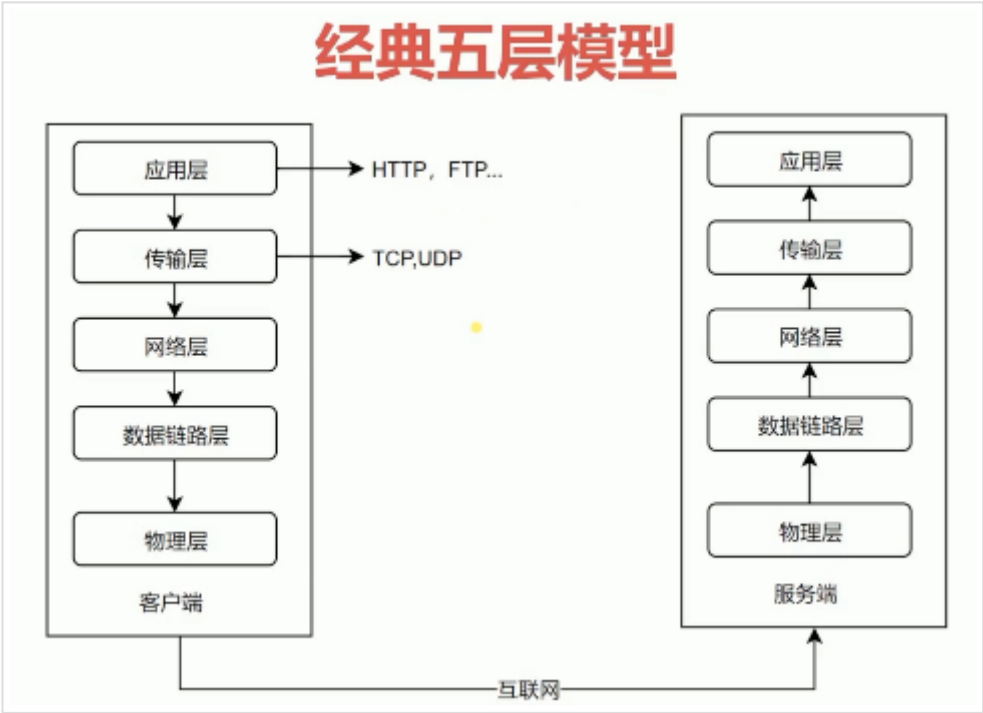 经典五层模型
应用层
HTTP，FTP...
传输层
TCP,UDP
网络层
数据链路层
物理层
客户端
应用层
传输层
网络层
数据链路层
物理层
服务端
互联网